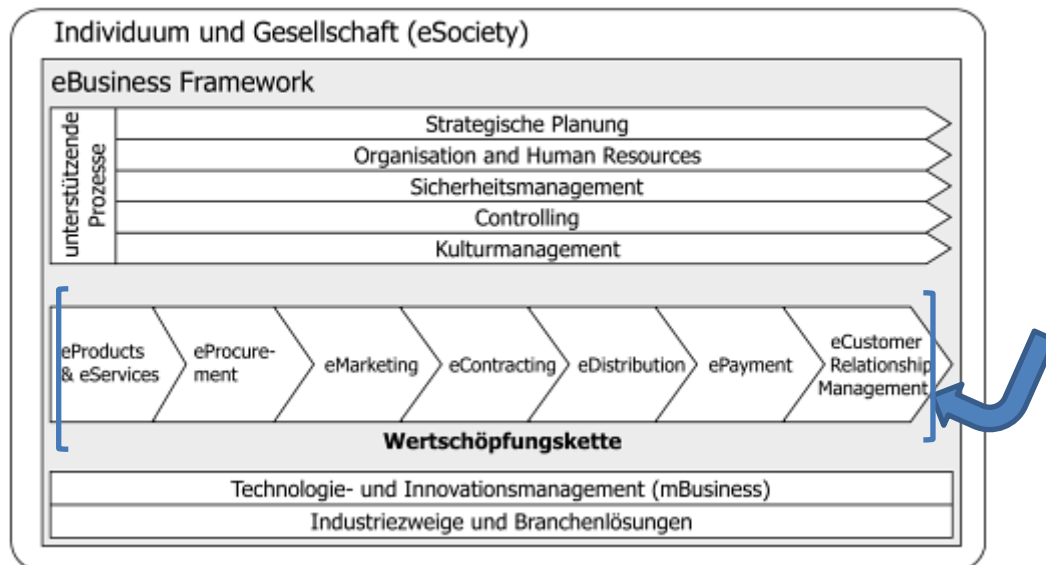 Individuum und Gesellschaft (eSociety)
eBusiness Framework
unterstützende
Prozesse
Strategische Planung
Organisation and Human Resources
Sicherheitsmanagement
Controlling
Kulturmanagement
eProducts
& eServices
eProcure-
ment
eMarketing
eContracting
eDistribution
ePayment
eCustomer
Relationship
Management
Wertschöpfungskette
Technologie- und Innovationsmanagement (mBusiness)
Industriezweige und Branchenlösungen